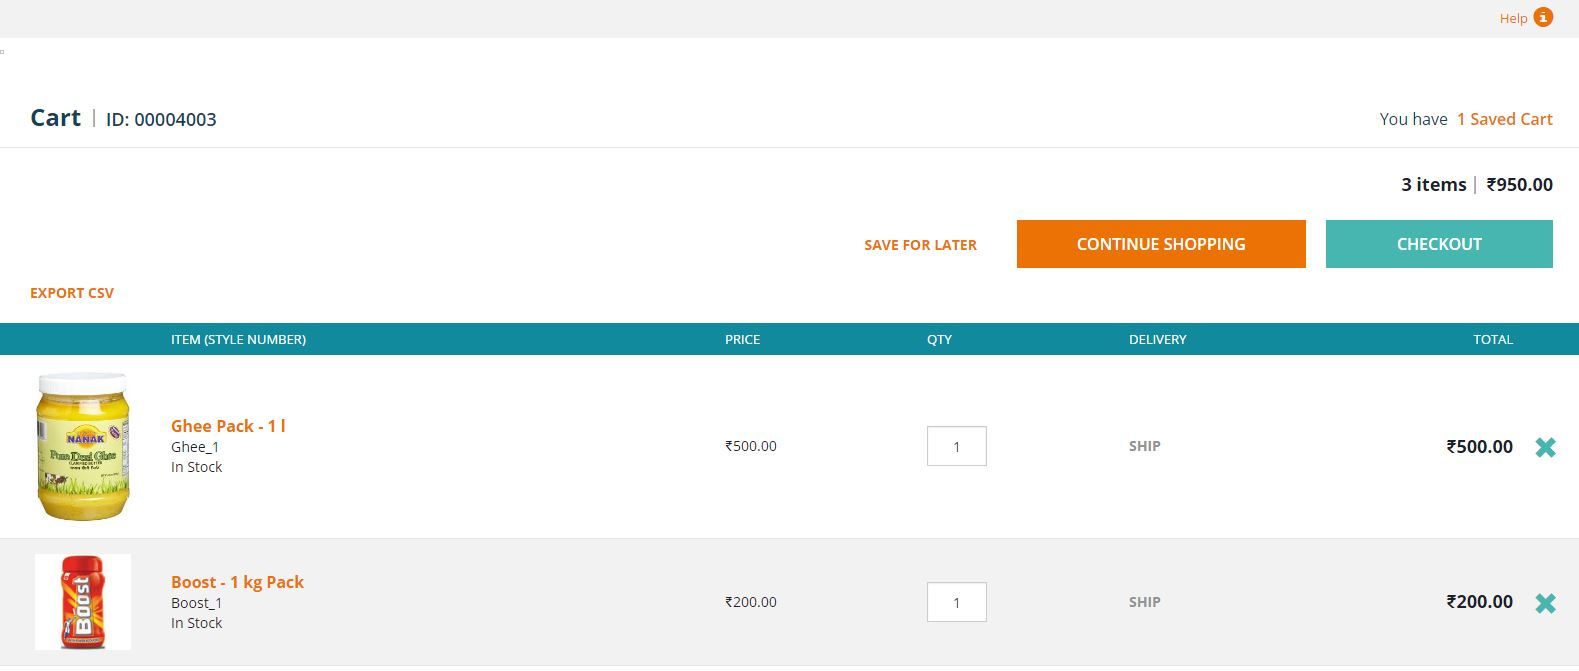 Help
Cart | ID: 00004003
You have 1 Saved Cart
3 items | ₹950.00
SAVE FOR LATER
CONTINUE SHOPPING
CHECKOUT
EXPORT CSV
ITEM (STYLE NUMBER) PRICE QTY DELIVERY TOTAL
NANAK
Pure Desi Ghee
Ghee Pack - 1 l
Ghee_1
In Stock
₹500.00 1 SHIP ₹500.00
Boost
Boost - 1 kg Pack
Boost_1
In Stock
₹200.00 1 SHIP ₹200.00